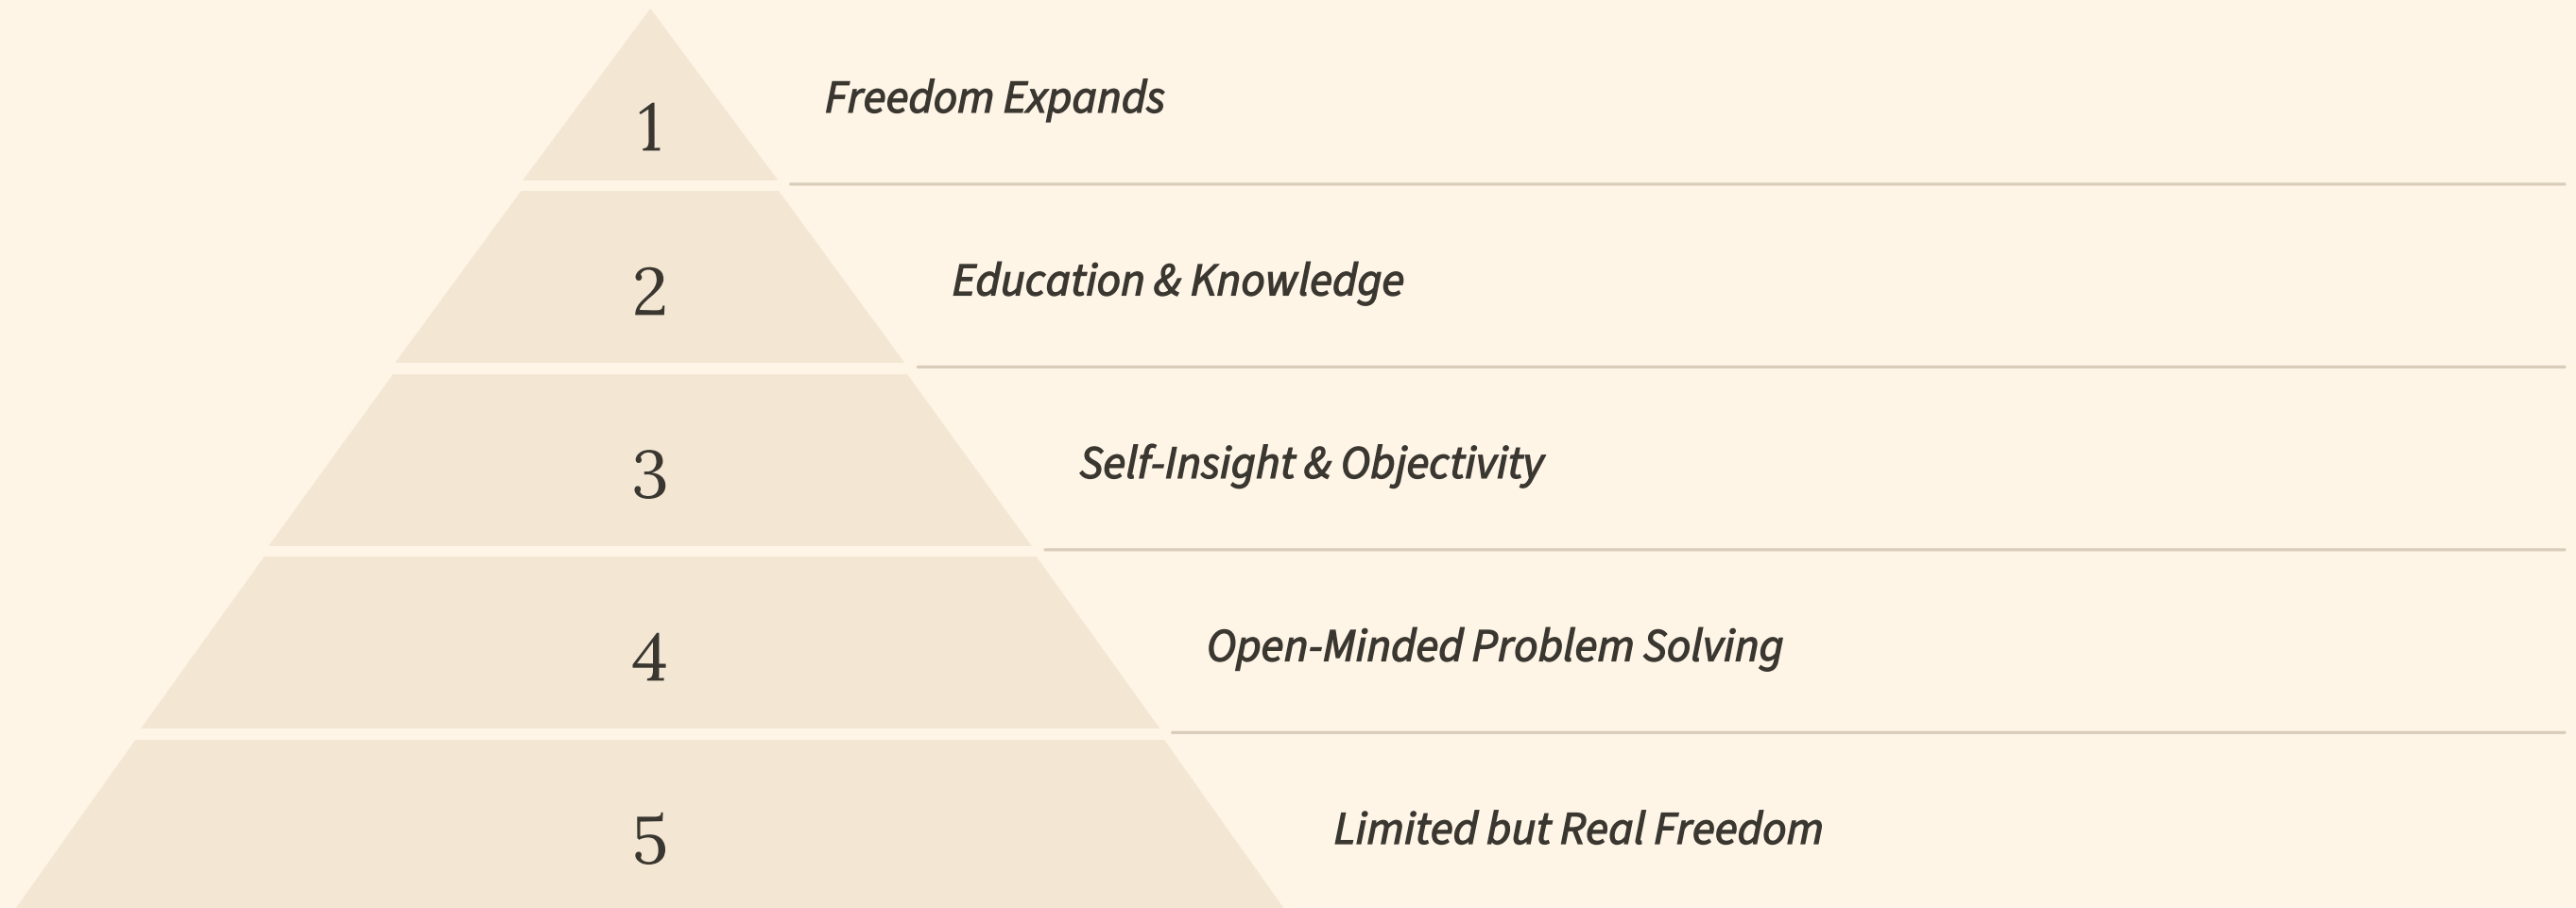 1
Freedom Expands
2
Education & Knowledge
3
Self-Insight & Objectivity
4
Open-Minded Problem Solving
5
Limited but Real Freedom